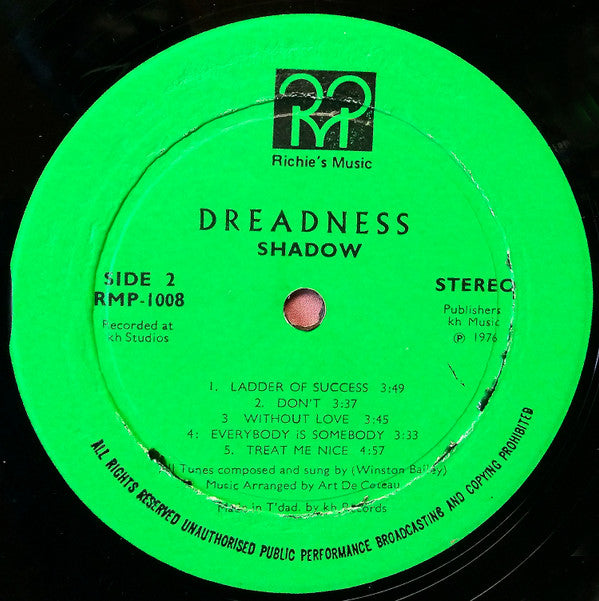 Richie's Music
DREADNESS
SHADOW
SIDE 2
RMP-1008
Recorded at
kh Studios
STEREO
Publishers
kh. Music
℗ 1976
1. LADDER OF SUCCESS 3:49
2. DON'T 3:37
3 WITHOUT LOVE 3:45
4: EVERYBODY IS SOMEBODY 3:33
5. TREAT ME NICE 4:57
All Tunes composed and sung by (Winston Bailey)
Music Arranged by Art De Coteau
Made in T'dad. by kh Records
ALL RIGHTS RESERVED UNAUTHORISED PUBLIC PERFORMANCE BROADCASTING AND COPYING PROHIBITED